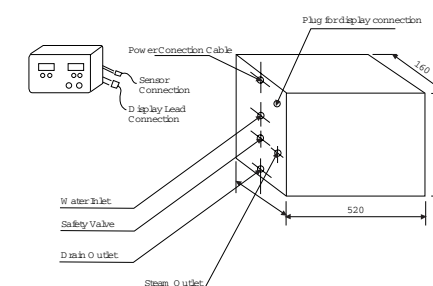 Plug for display connection
Power Conection Cable
160
Sensor
Connection
Display Lead
Connection
Water Inlet
Safety Valve
520
Drain Outlet
Steam Outlet